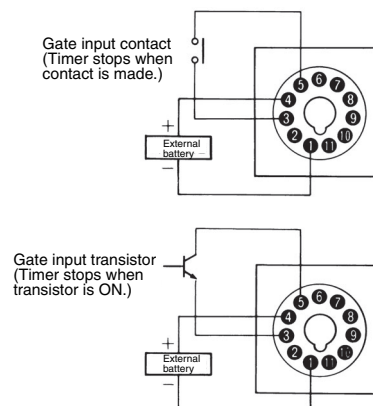 Gate input contact
(Timer stops when
contact is made.)
5 6 7
4 8
3 9
2 10
1 11
+
External
battery
−
Gate input transistor
(Timer stops when
transistor is ON.)
5 6 7
4 8
3 9
2 10
1 11
+
External
battery
−